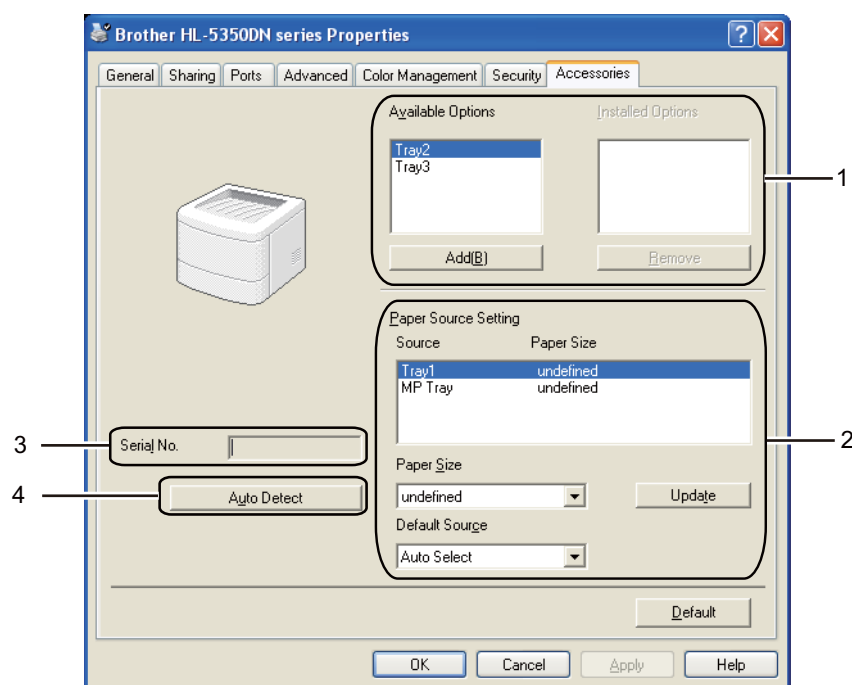 Brother HL-5350DN series Properties
General Sharing Ports Advanced Color Management Security Accessories
Available Options Installed Options
Tray2
Tray3
1
Add(B) Remove
Paper Source Setting
Source Paper Size
Tray1 undefined
MP Tray undefined
2
3
Serial No.
Paper Size
4
Auto Detect
undefined Update
Default Source
Auto Select
Default
OK Cancel Apply Help